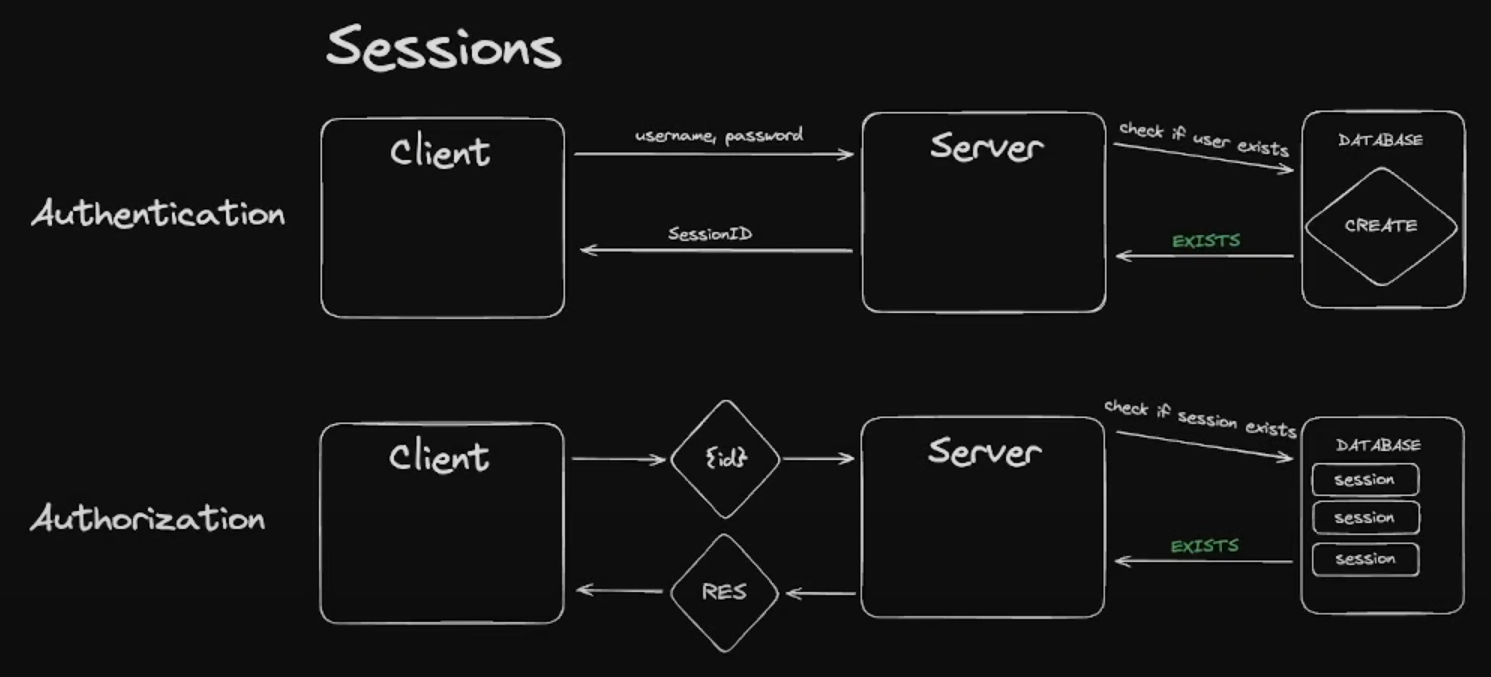 Sessions
Authentication
Client
username, password
SessionID
Server
check if user exists
EXISTS
DATABASE
CREATE
Authorization
Client
{id}
RES
Server
check if session exists
EXISTS
DATABASE
session
session
session